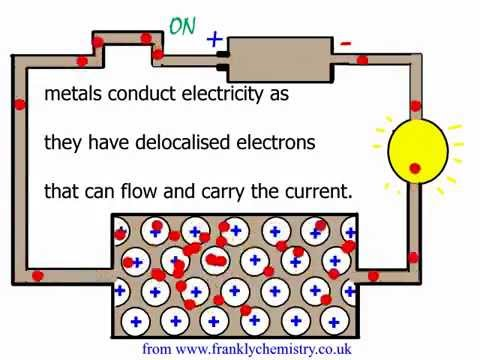 ON
+ -
metals conduct electricity as
they have delocalised electrons
that can flow and carry the current.
+ + + + + +
+ + + + +
+ + + + + +
+ + + + +
from www.franklychemistry.co.uk